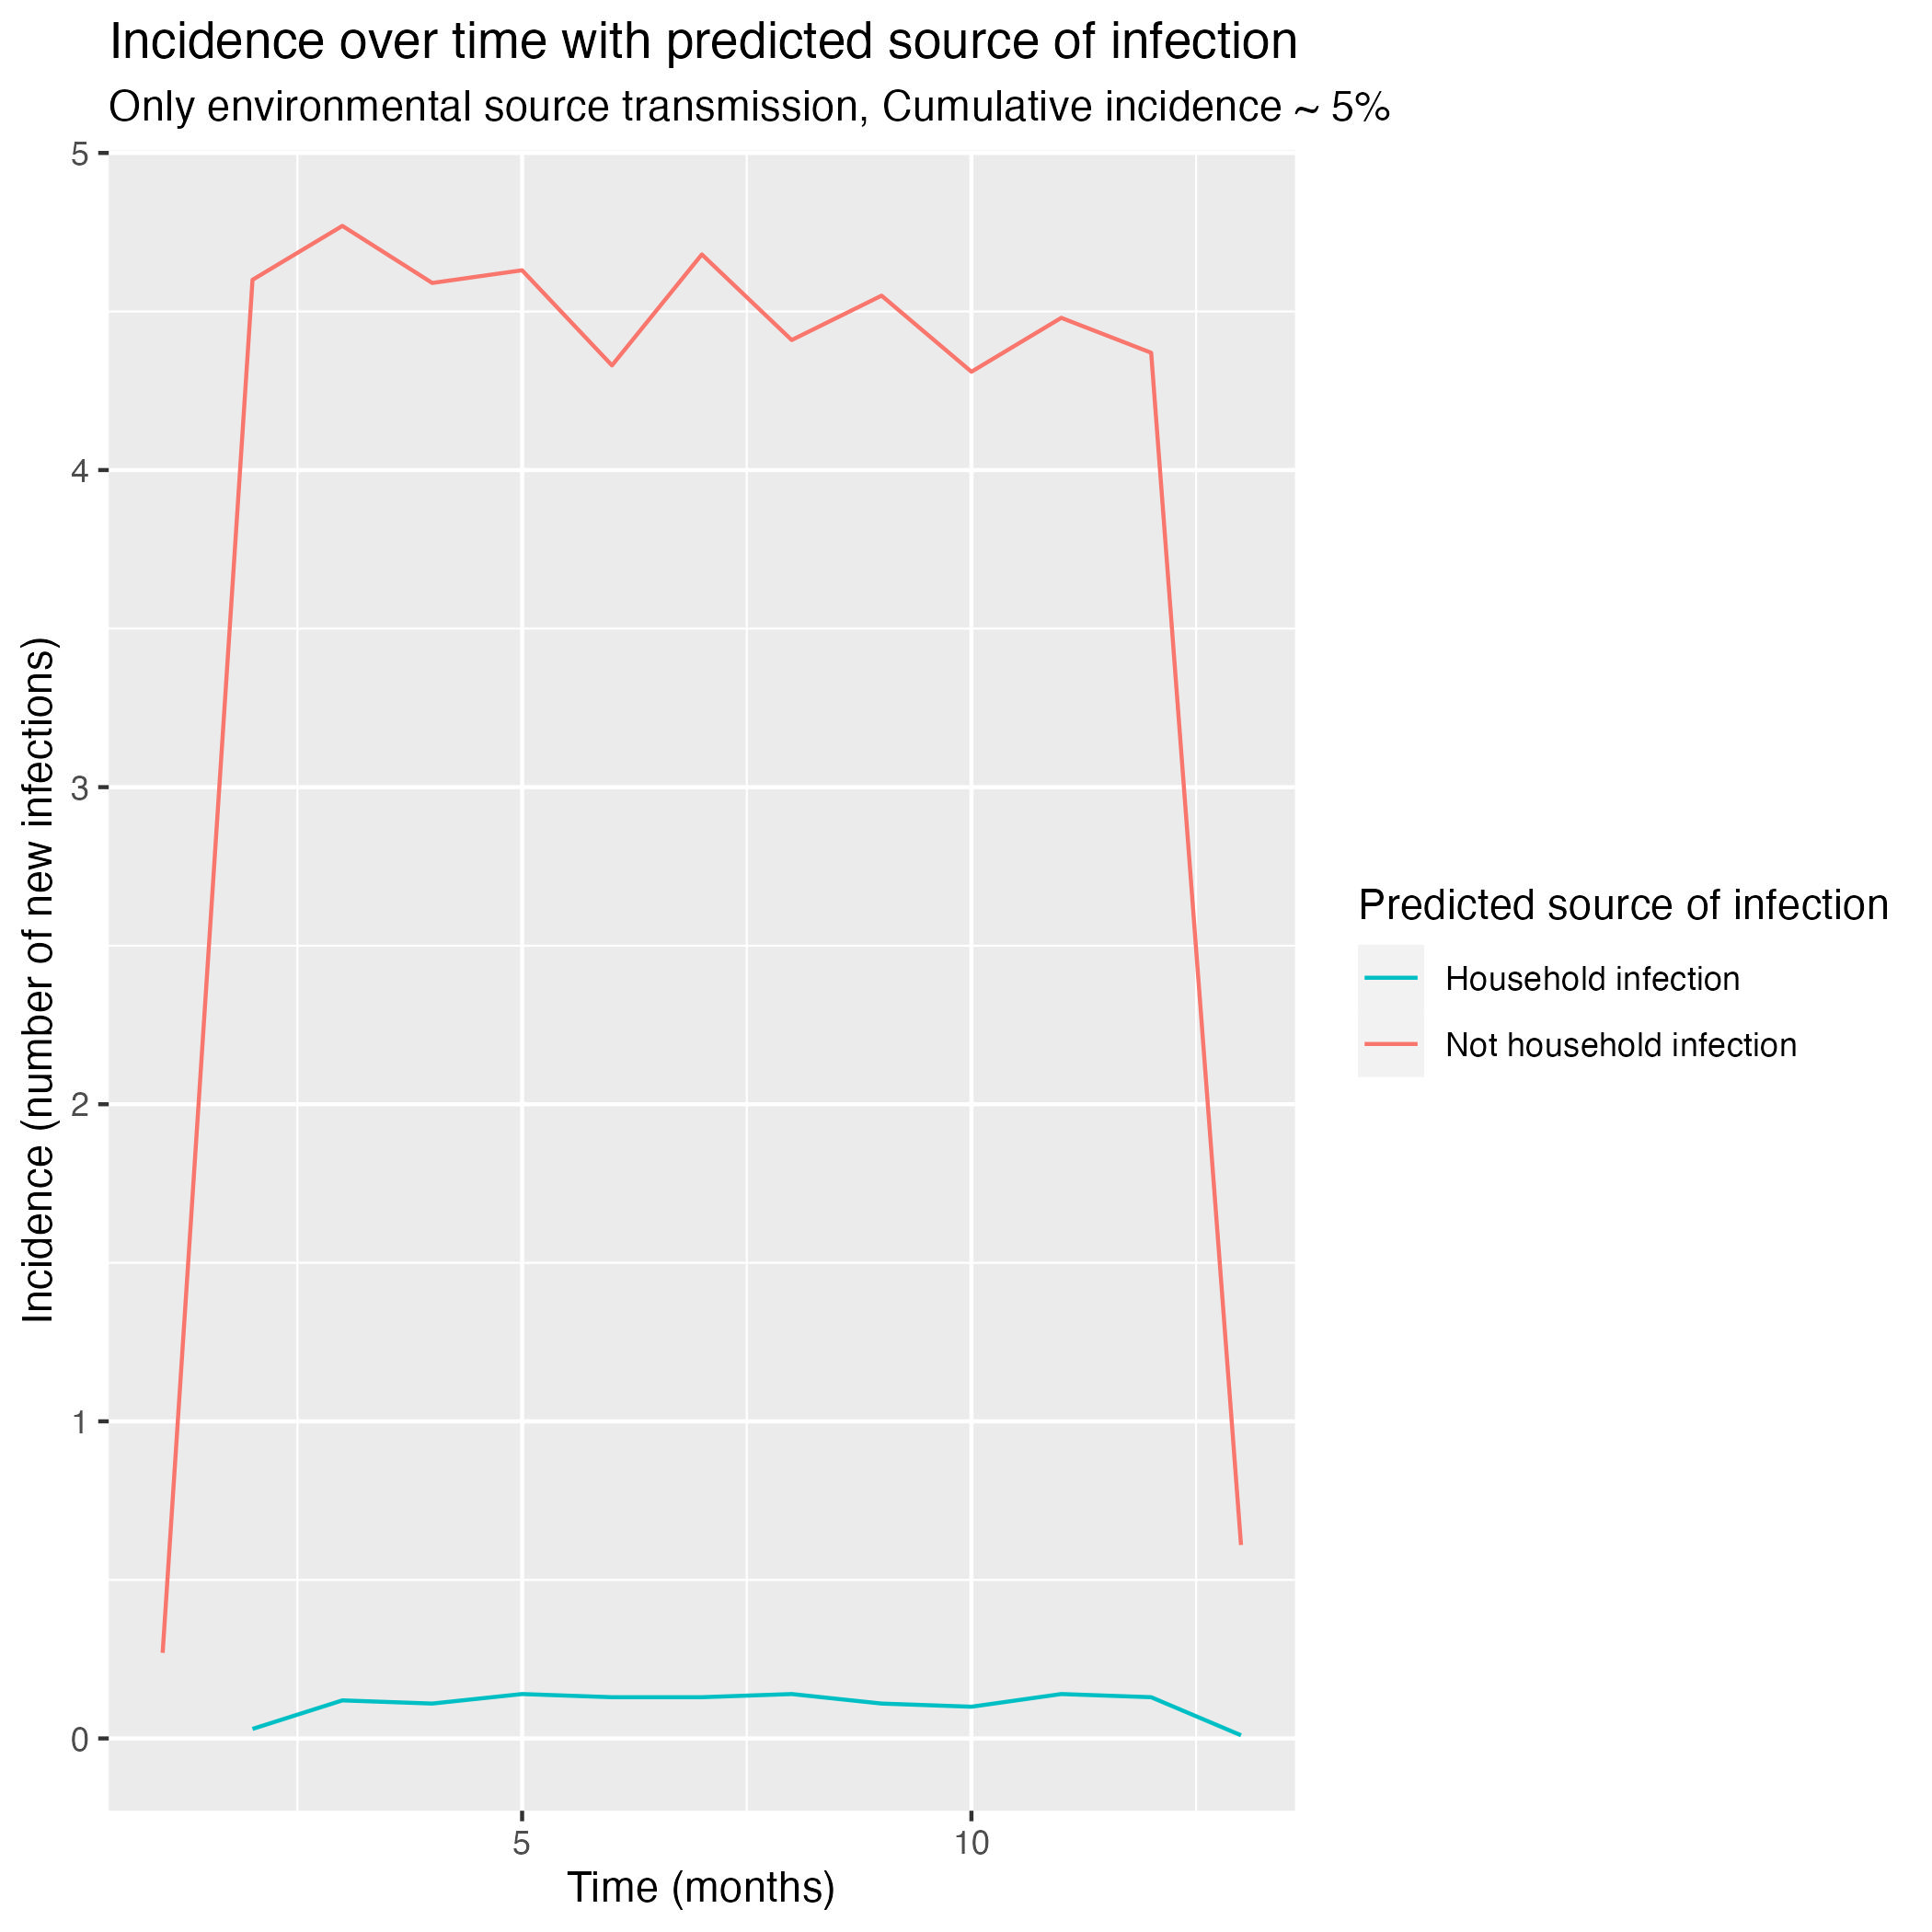 Incidence over time with predicted source of infection
Only environmental source transmission, Cumulative incidence ~ 5%
5
4
3
2
1
0
Incidence (number of new infections)
5 10
Time (months)
Predicted source of infection
Household infection
Not household infection